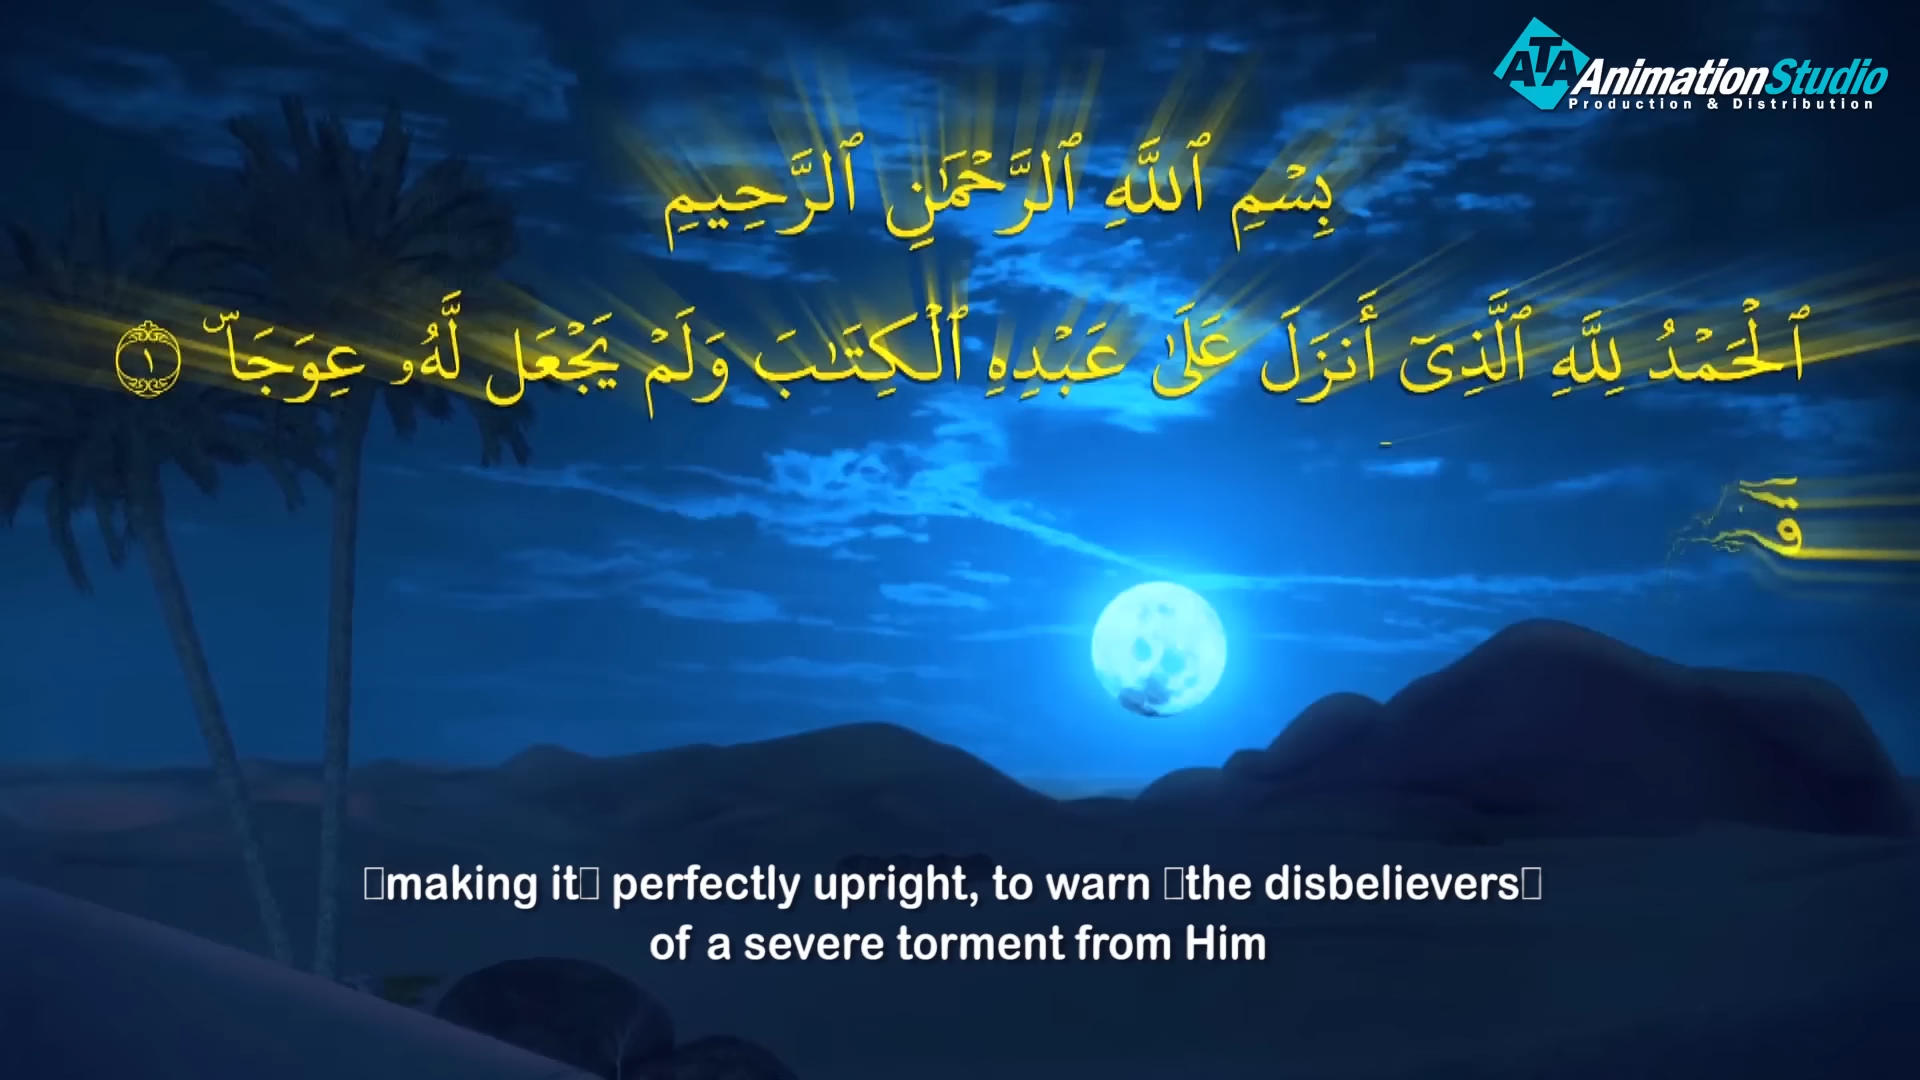 ATA AnimationStudio
Production & Distribution
بِسْمِ ٱللَّهِ ٱلرَّحْمَٰنِ ٱلرَّحِيمِ
ٱلْحَمْدُ لِلَّهِ ٱلَّذِىٓ أَنزَلَ عَلَىٰ عَبْدِهِ ٱلْكِتَٰبَ وَلَمْ يَجْعَل لَّهُۥ عِوَجَاۜ ١
making it perfectly upright, to warn the disbelievers
of a severe torment from Him